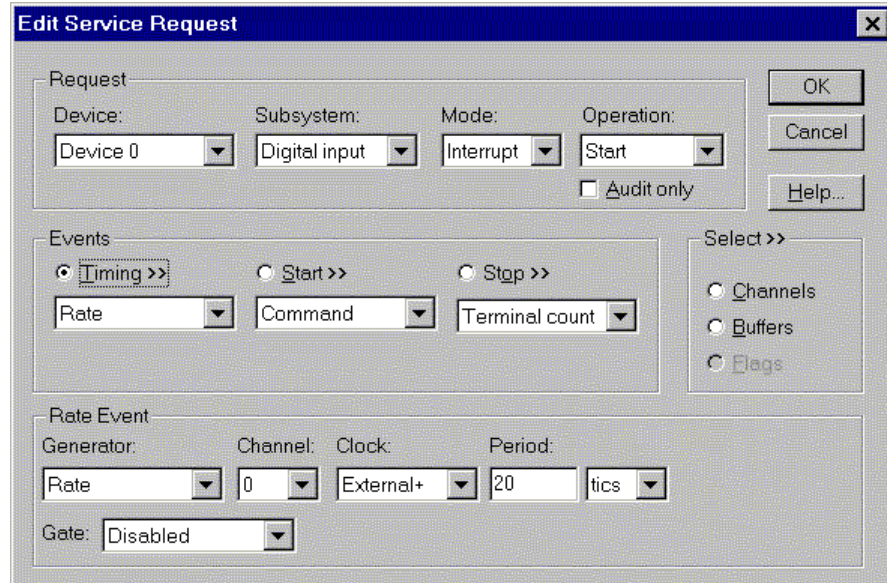 Edit Service Request
Request
OK
Device: Subsystem: Mode: Operation:
Device 0 Digital input Interrupt Start
Cancel
Audit only
Help...
Events
Select >>
Timing >> Start >> Stop >>
Rate Command Terminal count
Channels
Buffers
Flags
Rate Event
Generator: Channel: Clock: Period:
Rate 0 External+ 20 tics
Gate: Disabled